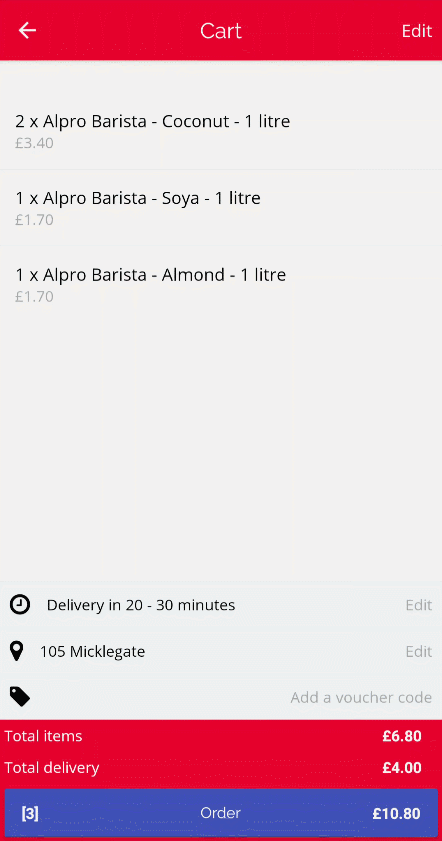 Cart
Edit
2 x Alpro Barista - Coconut - 1 litre
£3.40
1 x Alpro Barista - Soya - 1 litre
£1.70
1 x Alpro Barista - Almond - 1 litre
£1.70
Delivery in 20 - 30 minutes
Edit
105 Micklegate
Edit
Add a voucher code
Total items
£6.80
Total delivery
£4.00
[3]
Order
£10.80